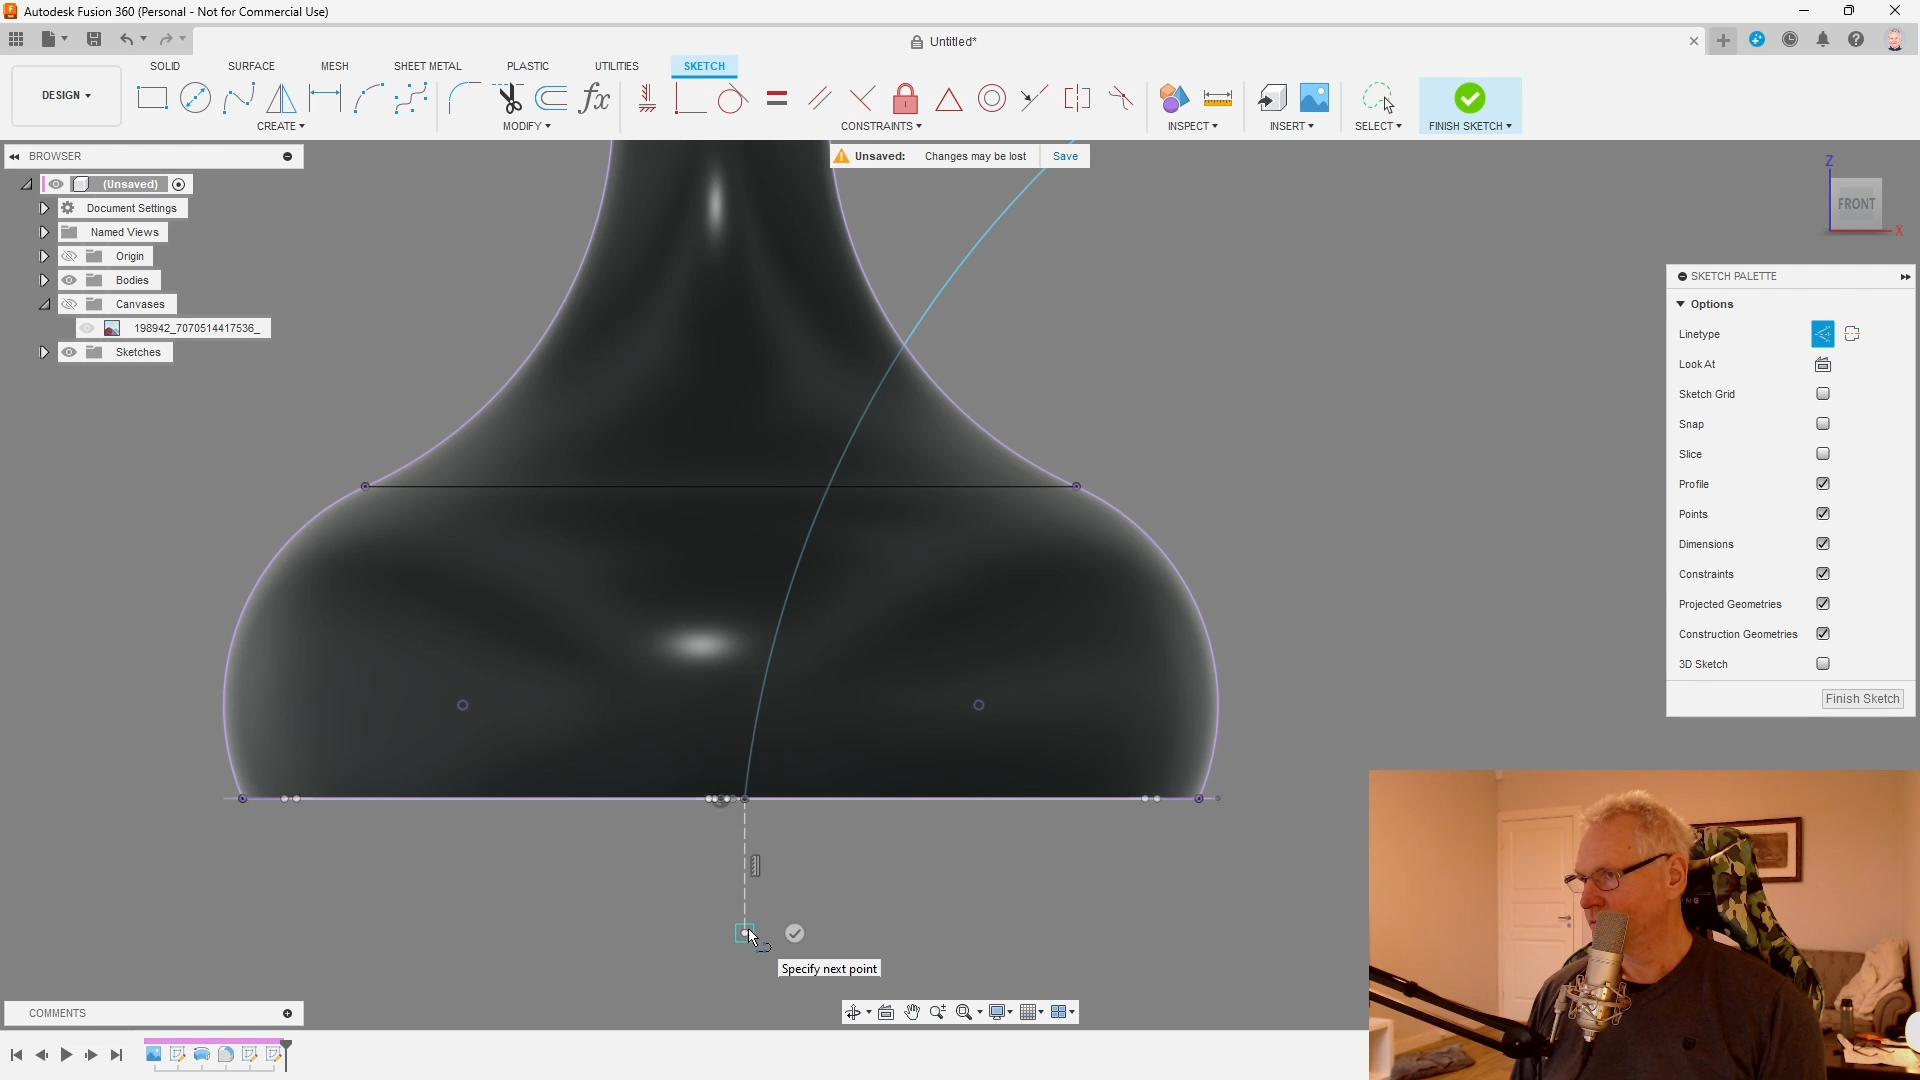 Autodesk Fusion 360 (Personal - Not for Commercial Use)
Untitled*
SOLID SURFACE MESH SHEET METAL PLASTIC UTILITIES SKETCH
DESIGN
CREATE MODIFY CONSTRAINTS INSPECT INSERT SELECT FINISH SKETCH
BROWSER
Unsaved: Changes may be lost Save
(Unsaved)
Document Settings
Named Views
Origin
Bodies
Canvases
198942_7070514417536_
Sketches
Z
FRONT
X
SKETCH PALETTE
Options
Linetype
Look At
Sketch Grid
Snap
Slice
Profile
Points
Dimensions
Constraints
Projected Geometries
Construction Geometries
3D Sketch
Finish Sketch
Specify next point
COMMENTS